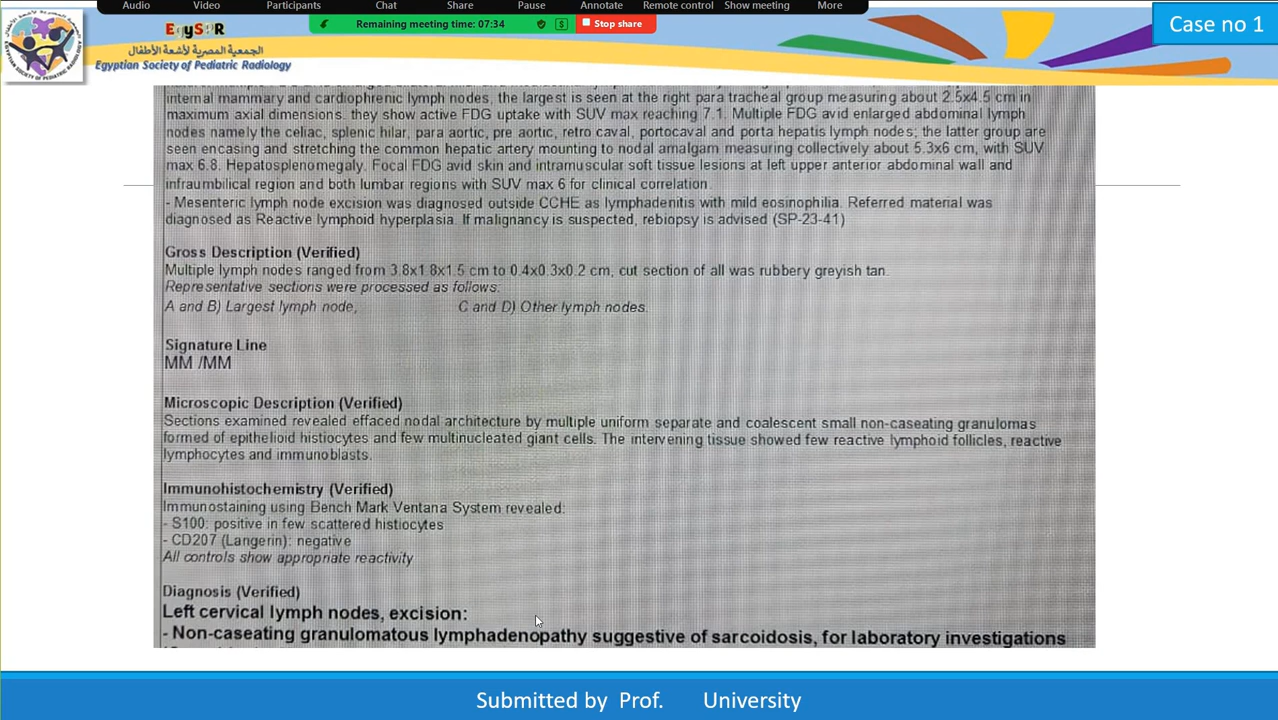 Audio Video Participants Chat Share Pause Annotate Remote control Show meeting More
Remaining meeting time: 07:34 Stop share
Case no 1
EgySPR
الجمعية المصرية لأشعة الأطفال
Egyptian Society of Pediatric Radiology
EGYPTIAN SOCIETY OF PEDIATRIC RADIOLOGY
internal mammary and cardiophrenic lymph nodes, the largest is seen at the right para tracheal group measuring about 2.5x4.5 cm in
maximum axial dimensions. they show active FDG uptake with SUV max reaching 7.1. Multiple FDG avid enlarged abdominal lymph
nodes namely the celiac, splenic hilar, para aortic, pre aortic, retro caval, portocaval and porta hepatis lymph nodes; the latter group are
seen encasing and stretching the common hepatic artery mounting to nodal amalgam measuring collectively about 5.3x6 cm, with SUV
max 6.8. Hepatosplenomegaly. Focal FDG avid skin and intramuscular soft tissue lesions at left upper anterior abdominal wall and
infraumbilical region and both lumbar regions with SUV max 6 for clinical correlation.
- Mesenteric lymph node excision was diagnosed outside CCHE as lymphadenitis with mild eosinophilia. Referred material was
diagnosed as Reactive lymphoid hyperplasia. If malignancy is suspected, rebiopsy is advised (SP-23-41)
Gross Description (Verified)
Multiple lymph nodes ranged from 3.8x1.8x1.5 cm to 0.4x0.3x0.2 cm, cut section of all was rubbery greyish tan.
Representative sections were processed as follows:
A and B) Largest lymph node, C and D) Other lymph nodes.
Signature Line
MM /MM
Microscopic Description (Verified)
Sections examined revealed effaced nodal architecture by multiple uniform separate and coalescent small non-caseating granulomas
formed of epithelioid histiocytes and few multinucleated giant cells. The intervening tissue showed few reactive lymphoid follicles, reactive
lymphocytes and immunoblasts.
Immunohistochemistry (Verified)
Immunostaining using Bench Mark Ventana System revealed:
- S100: positive in few scattered histiocytes
- CD207 (Langerin): negative
All controls show appropriate reactivity
Diagnosis (Verified)
Left cervical lymph nodes, excision:
- Non-caseating granulomatous lymphadenopathy suggestive of sarcoidosis, for laboratory investigations
Submitted by Prof. University